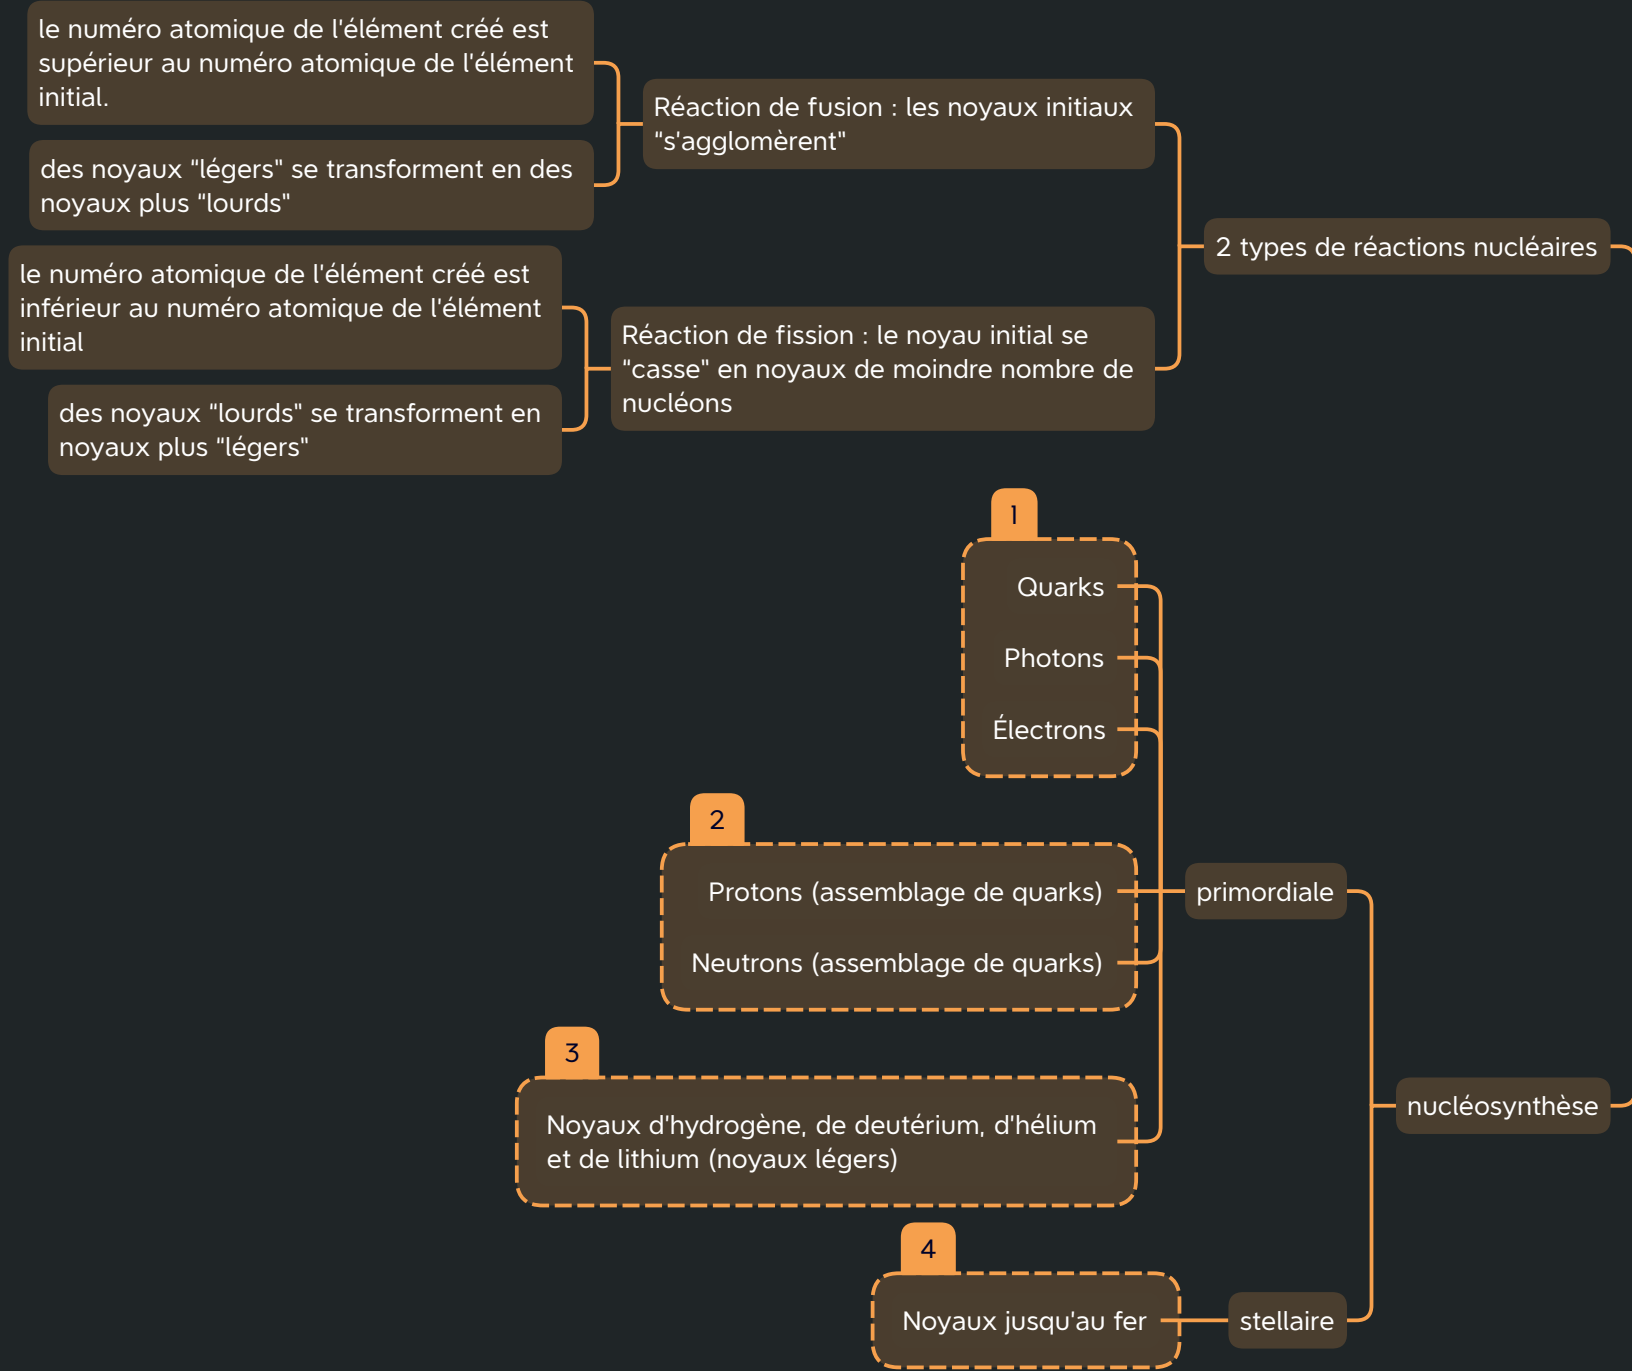 le numéro atomique de l'élément créé est
supérieur au numéro atomique de l'élément
initial.
Réaction de fusion : les noyaux initiaux
“s'agglomèrent"
des noyaux “légers" se transforment en des
noyaux plus “lourds"
2 types de réactions nucléaires
le numéro atomique de l'élément créé est
inférieur au numéro atomique de l'élément
initial
Réaction de fission : le noyau initial se
“casse" en noyaux de moindre nombre de
nucléons
des noyaux “lourds" se transforment en
noyaux plus “légers"
1
Quarks
Photons
Électrons
2
Protons (assemblage de quarks)
Neutrons (assemblage de quarks)
primordiale
3
Noyaux d'hydrogène, de deutérium, d'hélium
et de lithium (noyaux légers)
nucléosynthèse
4
Noyaux jusqu'au fer
stellaire